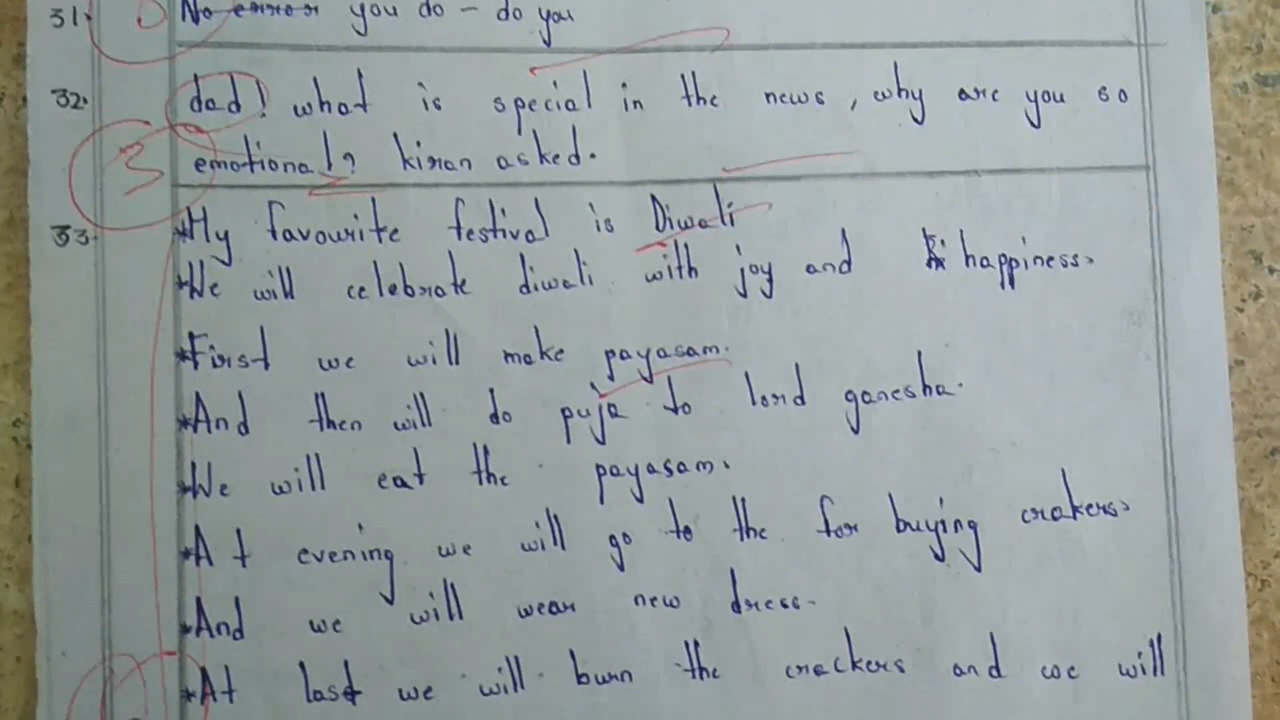 31. No error you do - do you
32. dad! what is special in the news, why are you so
3 emotional!? kiran asked.
33. *My favourite festival is Diwali
*We will celebrate diwali with joy and happiness.
*First we will make payasam.
*And then will do puja to lord ganesha.
*We will eat the payasam.
*At evening we will go to the for buying crakers.
*And we will wear new dress.
*At last we will burn the crackers and we will